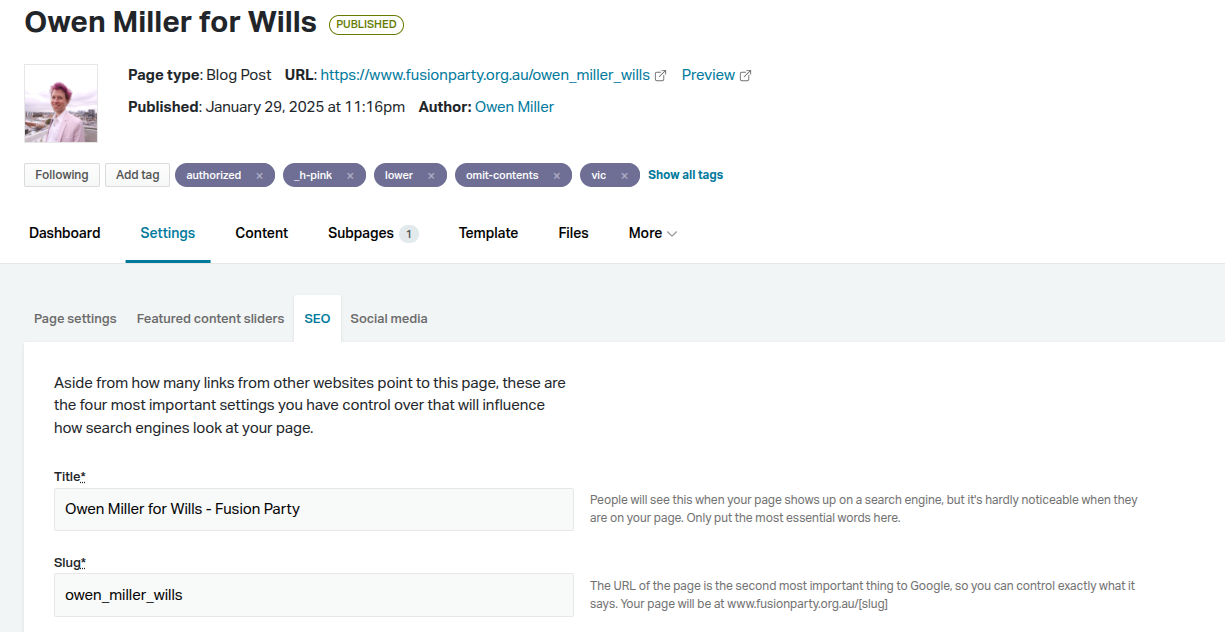 Owen Miller for Wills PUBLISHED
Page type: Blog Post URL: https://www.fusionparty.org.au/owen_miller_wills Preview
Published: January 29, 2025 at 11:16pm Author: Owen Miller
Following Add tag authorized × _h-pink × lower × omit-contents × vic × Show all tags
Dashboard Settings Content Subpages 1 Template Files More
Page settings Featured content sliders SEO Social media
Aside from how many links from other websites point to this page, these are
the four most important settings you have control over that will influence
how search engines look at your page.
Title*
Owen Miller for Wills - Fusion Party
People will see this when your page shows up on a search engine, but it's hardly noticeable when they
are on your page. Only put the most essential words here.
Slug*
owen_miller_wills
The URL of the page is the second most important thing to Google, so you can control exactly what it
says. Your page will be at www.fusionparty.org.au/[slug]